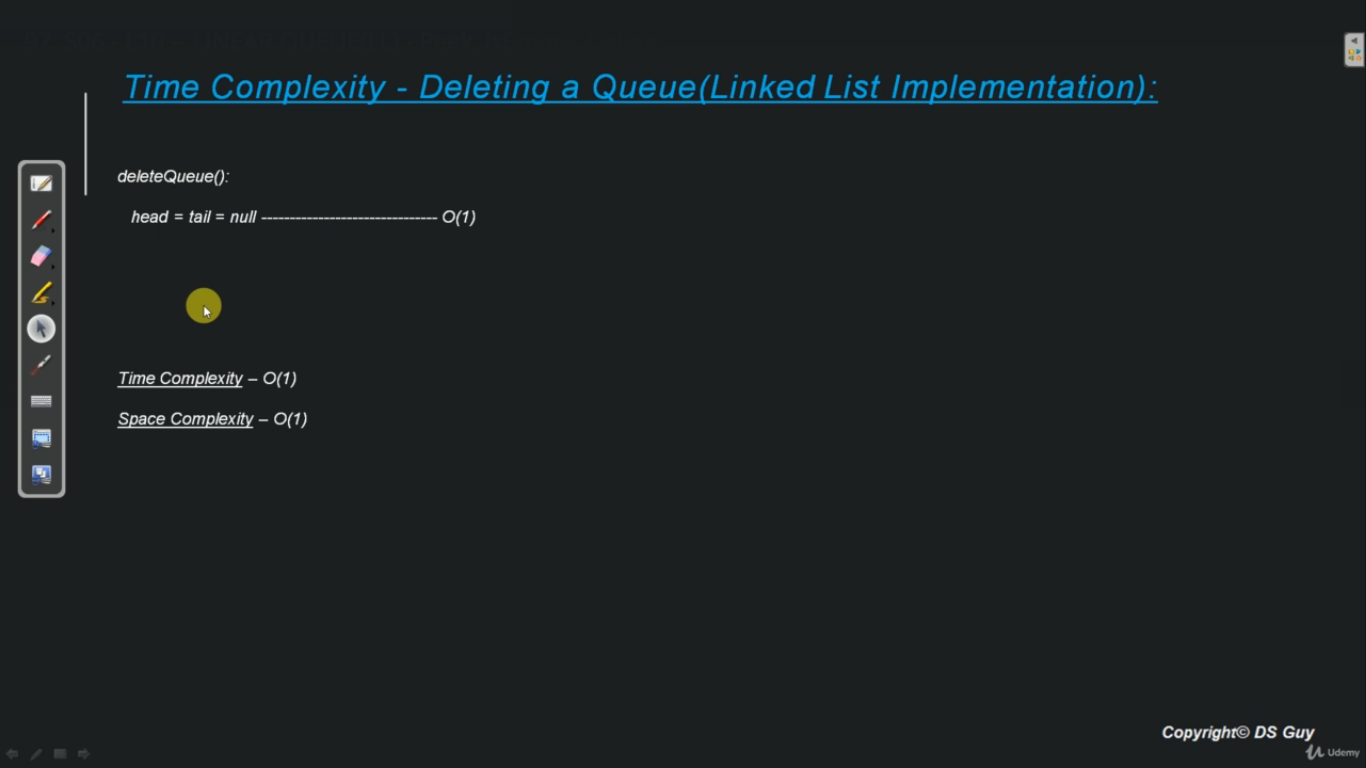 Time Complexity - Deleting a Queue(Linked List Implementation):
deleteQueue():
head = tail = null ------------------------------- O(1)
Time Complexity – O(1)
Space Complexity – O(1)
Copyright© DS Guy
Udemy